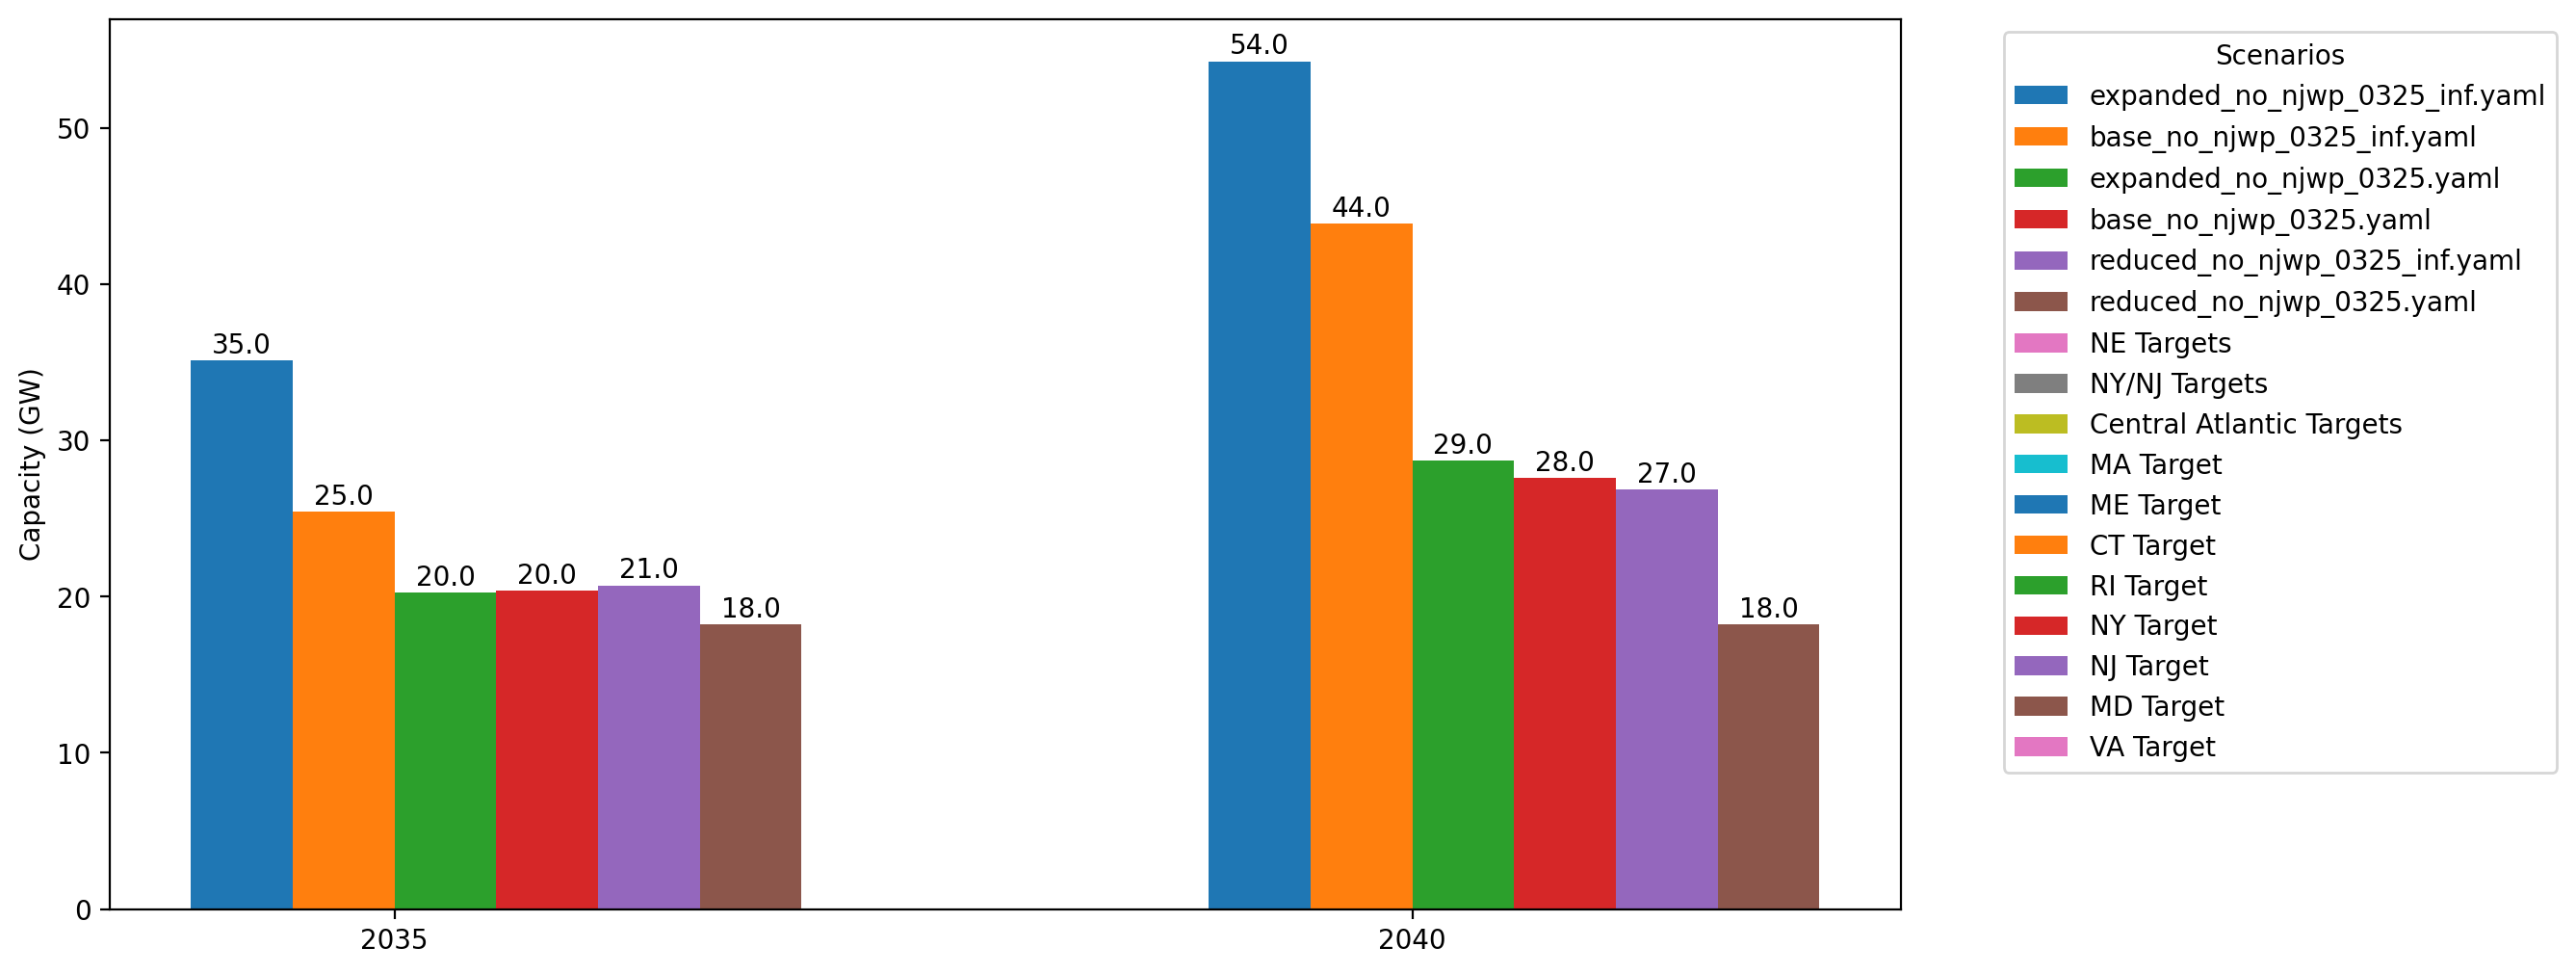 54.0
50
44.0
40
35.0
30
29.0
28.0
27.0
25.0
20
20.0
20.0
21.0
18.0
18.0
10
0
Capacity (GW)
2035
2040
Scenarios
expanded_no_njwp_0325_inf.yaml
base_no_njwp_0325_inf.yaml
expanded_no_njwp_0325.yaml
base_no_njwp_0325.yaml
reduced_no_njwp_0325_inf.yaml
reduced_no_njwp_0325.yaml
NE Targets
NY/NJ Targets
Central Atlantic Targets
MA Target
ME Target
CT Target
RI Target
NY Target
NJ Target
MD Target
VA Target